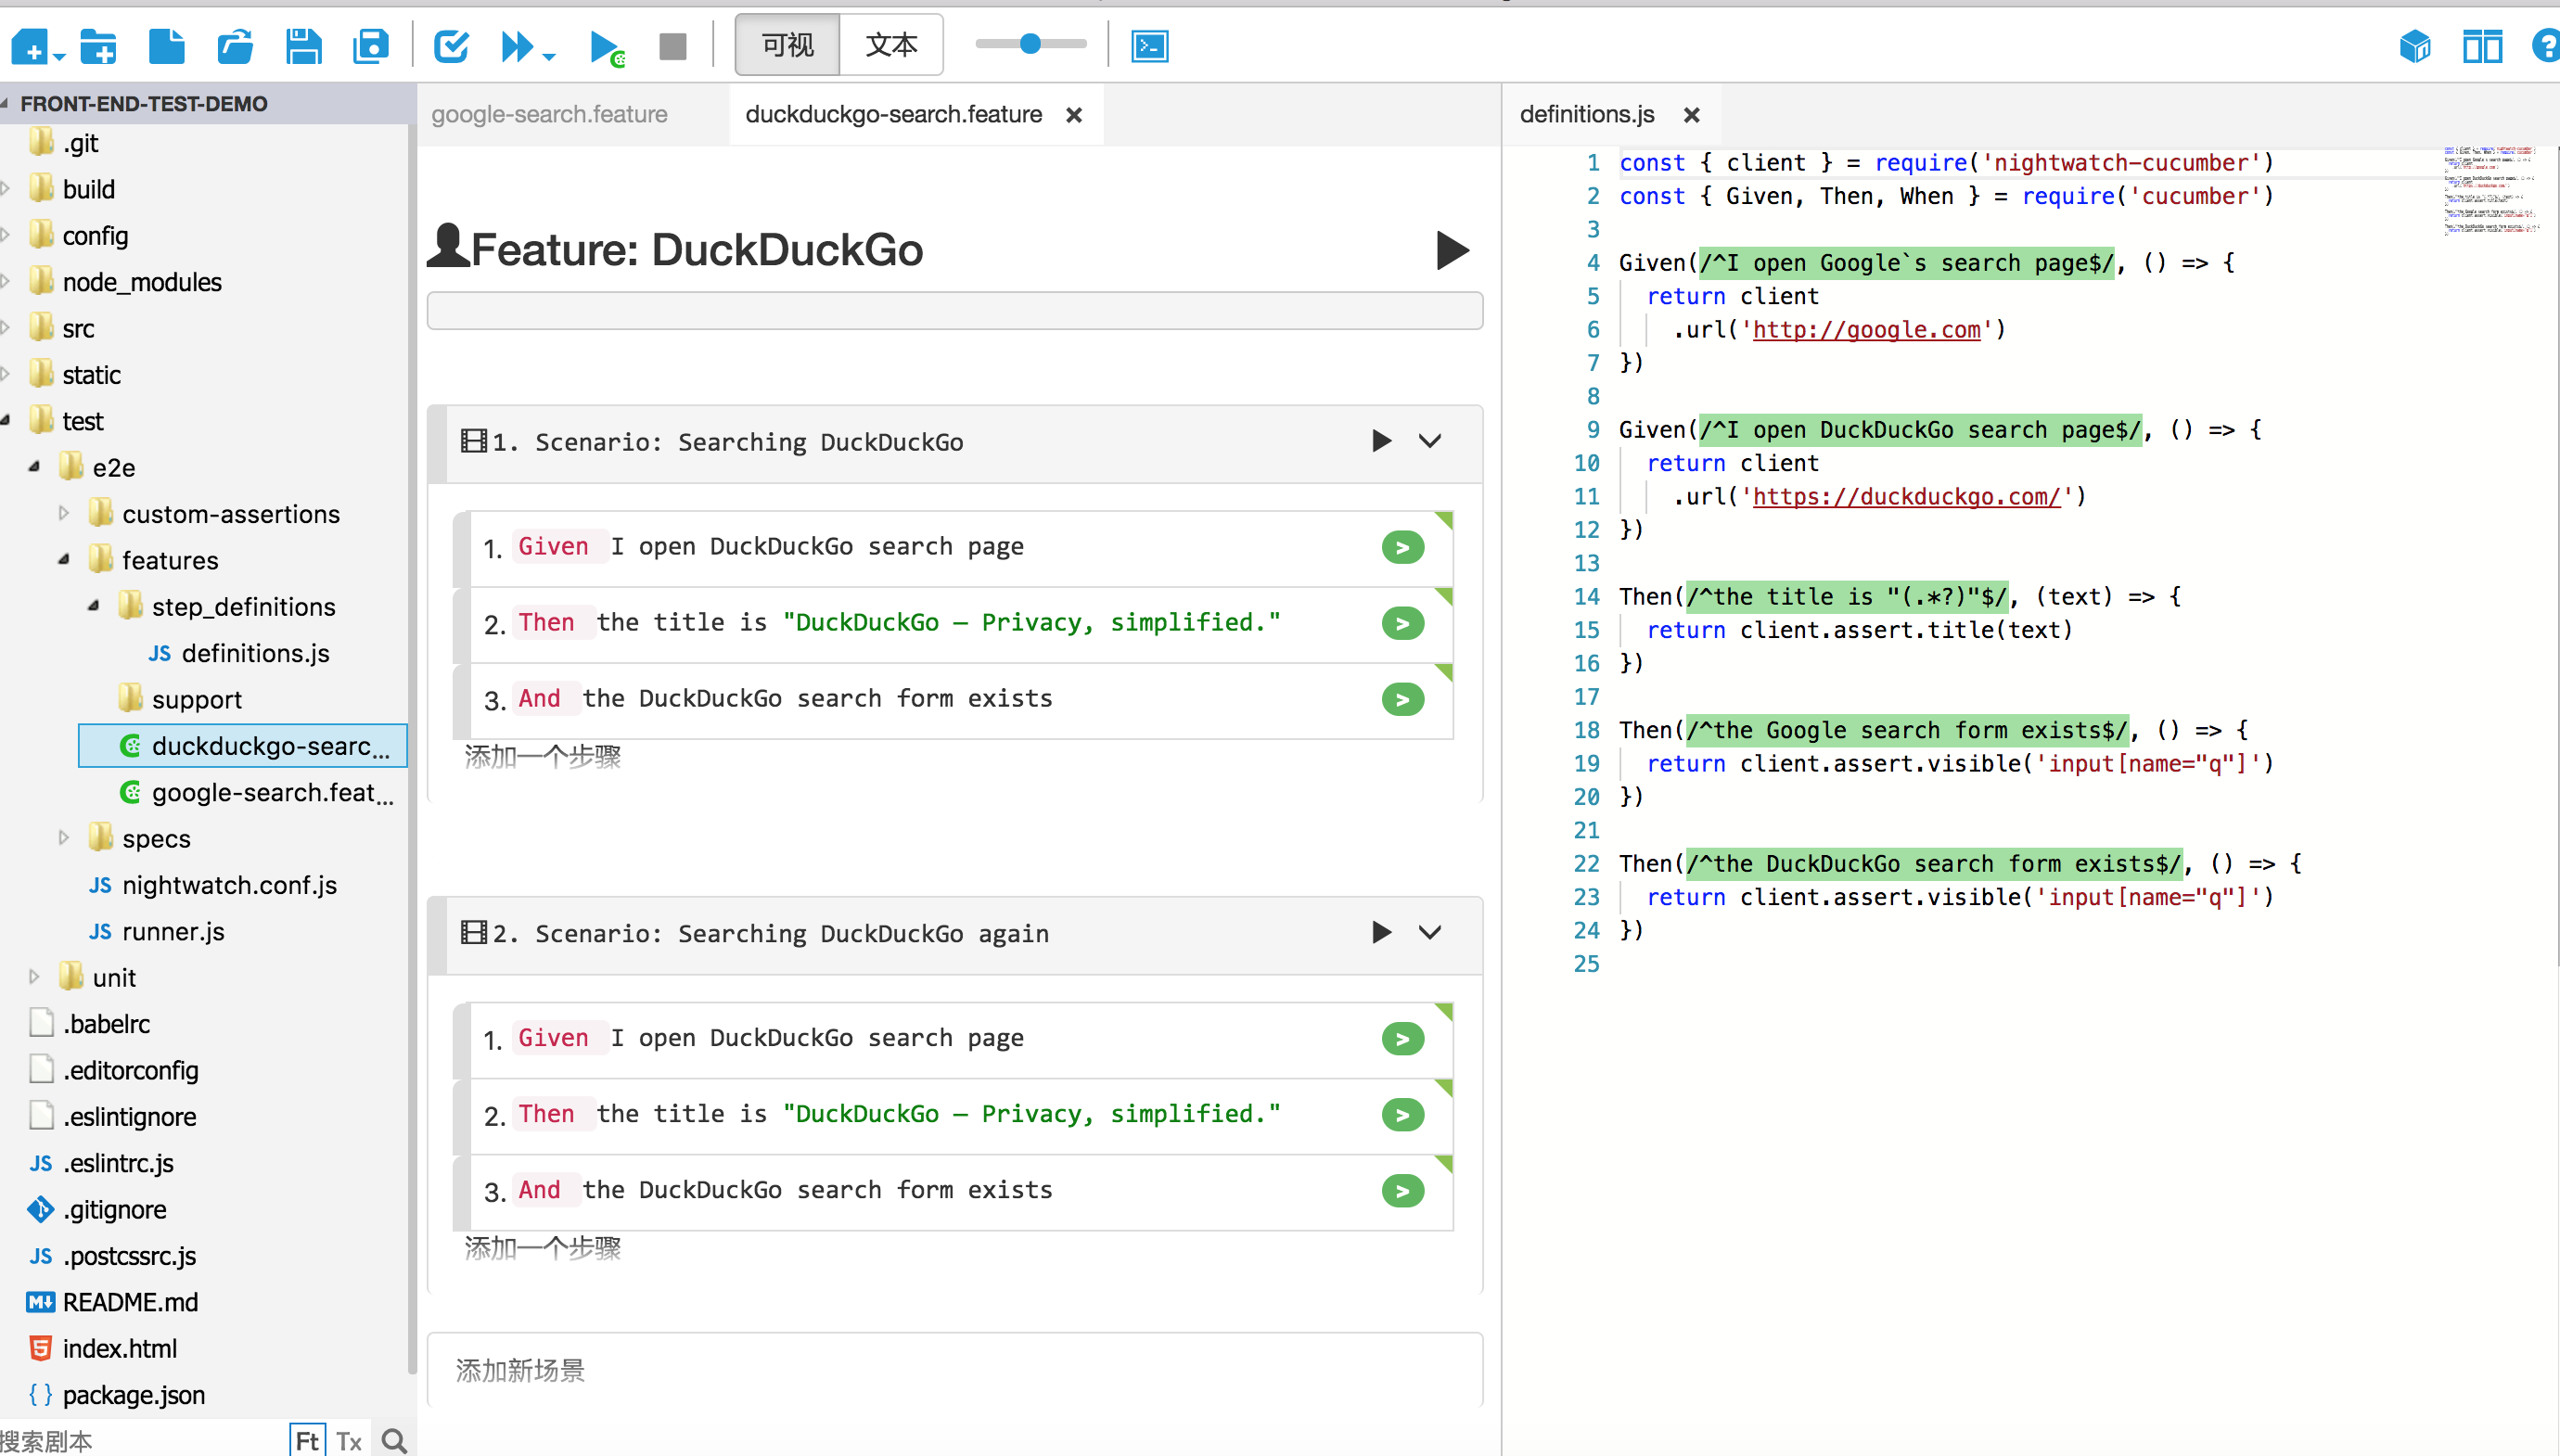 可视
文本
FRONT-END-TEST-DEMO
.git
build
config
node_modules
src
static
test
e2e
custom-assertions
features
step_definitions
JS definitions.js
support
duckduckgo-searc...
google-search.feat...
specs
JS nightwatch.conf.js
JS runner.js
unit
.babelrc
.editorconfig
.eslintignore
JS .eslintrc.js
.gitignore
JS .postcssrc.js
M README.md
5 index.html
{ } package.json
搜索剧本
Ft Tx
google-search.feature
duckduckgo-search.feature
Feature: DuckDuckGo
1. Scenario: Searching DuckDuckGo
1. Given I open DuckDuckGo search page
2. Then the title is "DuckDuckGo — Privacy, simplified."
3. And the DuckDuckGo search form exists
添加一个步骤
2. Scenario: Searching DuckDuckGo again
1. Given I open DuckDuckGo search page
2. Then the title is "DuckDuckGo — Privacy, simplified."
3. And the DuckDuckGo search form exists
添加一个步骤
添加新场景
definitions.js
1 const { client } = require('nightwatch-cucumber')
2 const { Given, Then, When } = require('cucumber')
3
4 Given(/^I open Google`s search page$/, () => {
5 return client
6 .url('http://google.com')
7 })
8
9 Given(/^I open DuckDuckGo search page$/, () => {
10 return client
11 .url('https://duckduckgo.com/')
12 })
13
14 Then(/^the title is "(.*?)"$/, (text) => {
15 return client.assert.title(text)
16 })
17
18 Then(/^the Google search form exists$/, () => {
19 return client.assert.visible('input[name="q"]')
20 })
21
22 Then(/^the DuckDuckGo search form exists$/, () => {
23 return client.assert.visible('input[name="q"]')
24 })
25